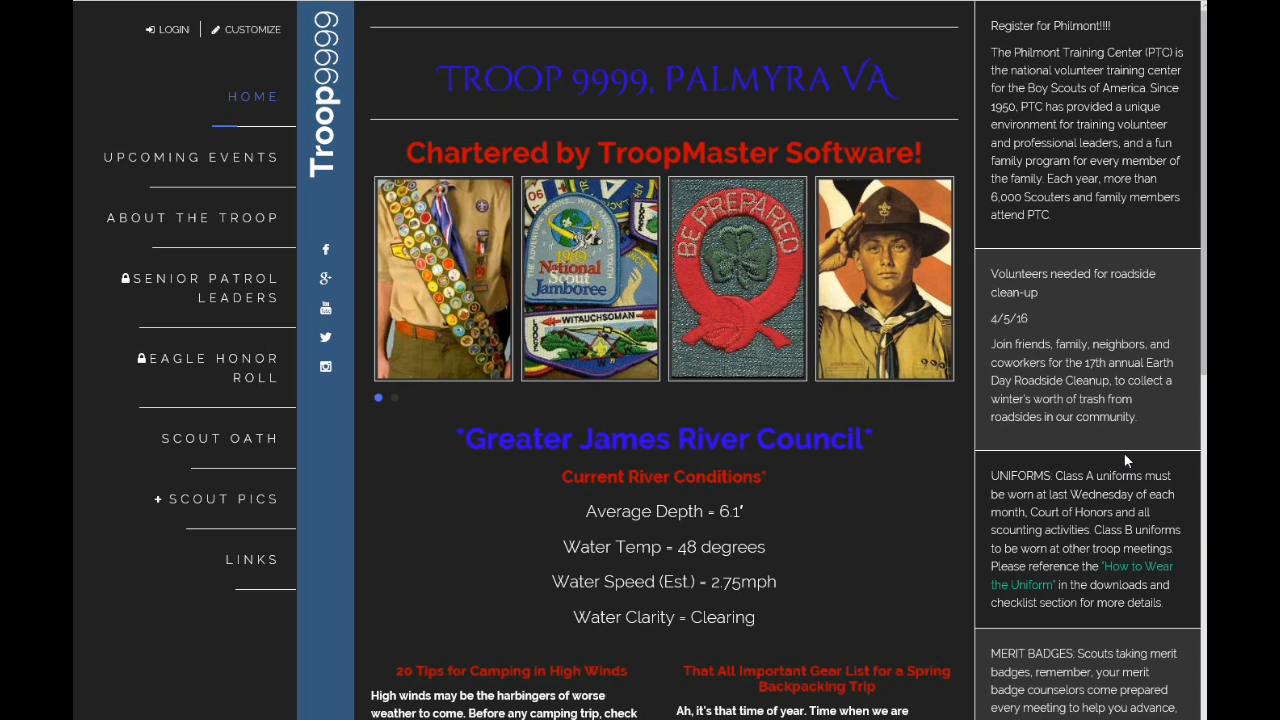 LOGIN
CUSTOMIZE
HOME
UPCOMING EVENTS
ABOUT THE TROOP
SENIOR PATROL
LEADERS
EAGLE HONOR
ROLL
SCOUT OATH
+ SCOUT PICS
LINKS
Troop9999
TROOP 9999, PALMYRA VA
Chartered by TroopMaster Software!
06
THE ADVENTURE BEGINS... WITH AMERICA'S YOUTH
1989
National
Scout
Jamboree
WITAUCHSOMAN
BE PREPARED
*Greater James River Council*
Current River Conditions*
Average Depth = 6.1'
Water Temp = 48 degrees
Water Speed (Est.) = 2.75mph
Water Clarity = Clearing
20 Tips for Camping in High Winds
High winds may be the harbingers of worse
weather to come. Before any camping trip, check
That All Important Gear List for a Spring
Backpacking Trip
Ah, it's that time of year. Time when we are
Register for Philmont!!!!
The Philmont Training Center (PTC) is
the national volunteer training center
for the Boy Scouts of America. Since
1950, PTC has provided a unique
environment for training volunteer
and professional leaders, and a fun
family program for every member of
the family. Each year, more than
6,000 Scouters and family members
attend PTC.
Volunteers needed for roadside
clean-up
4/5/16
Join friends, family, neighbors, and
coworkers for the 17th annual Earth
Day Roadside Cleanup, to collect a
winter's worth of trash from
roadsides in our community.
UNIFORMS: Class A uniforms must
be worn at last Wednesday of each
month, Court of Honors and all
scounting activities. Class B uniforms
to be worn at other troop meetings.
Please reference the "How to Wear
the Uniform" in the downloads and
checklist section for more details.
MERIT BADGES: Scouts taking merit
badges, remember, your merit
badge counselors come prepared
every meeting to help you advance,